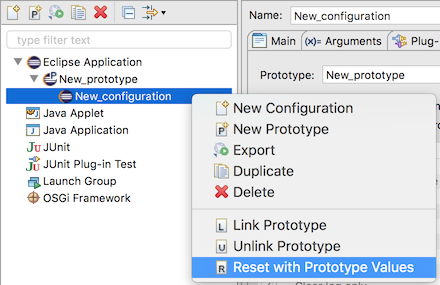 Name: New_configuration
type filter text
Main (x)= Arguments Plug-
Eclipse Application
New_prototype
Prototype: New_prototype
New_configuration
New Configuration
Java Applet
New Prototype
Java Application
Export
JUnit
Duplicate
JUnit Plug-in Test
Delete
Launch Group
OSGi Framework
L Link Prototype
U Unlink Prototype
R Reset with Prototype Values